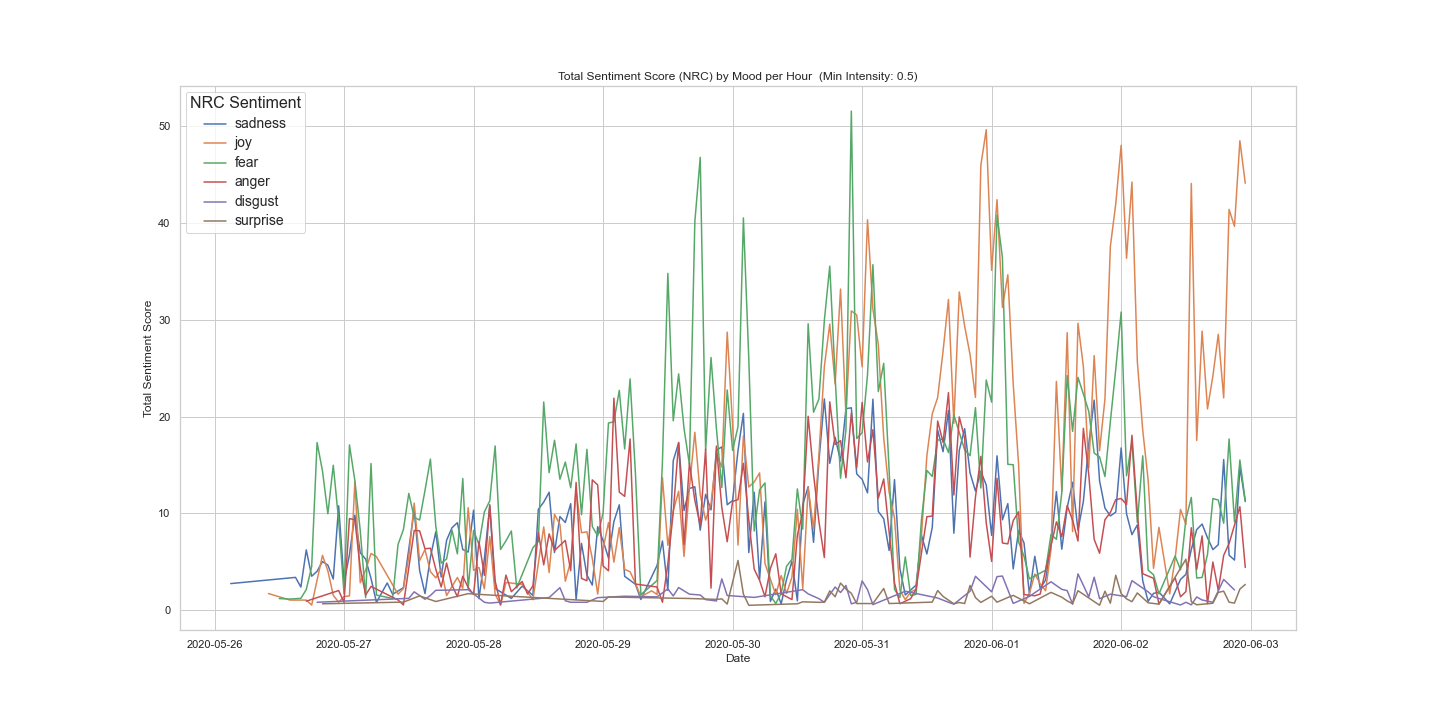 Total Sentiment Score (NRC) by Mood per Hour  (Min Intensity: 0.5)
NRC Sentiment
sadness
joy
fear
anger
disgust
surprise
Total Sentiment Score
50
40
30
20
10
0
2020-05-26 2020-05-27 2020-05-28 2020-05-29 2020-05-30 2020-05-31 2020-06-01 2020-06-02 2020-06-03
Date